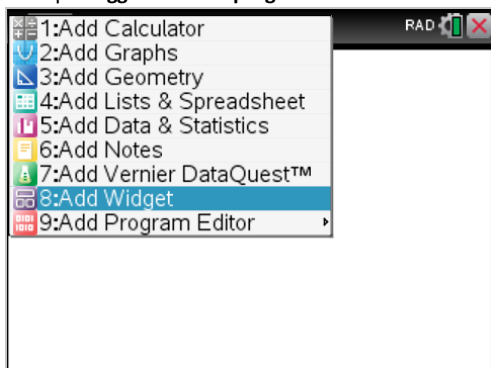 1:Add Calculator
RAD
2:Add Graphs
3:Add Geometry
4:Add Lists & Spreadsheet
5:Add Data & Statistics
6:Add Notes
7:Add Vernier DataQuest™
8:Add Widget
9:Add Program Editor